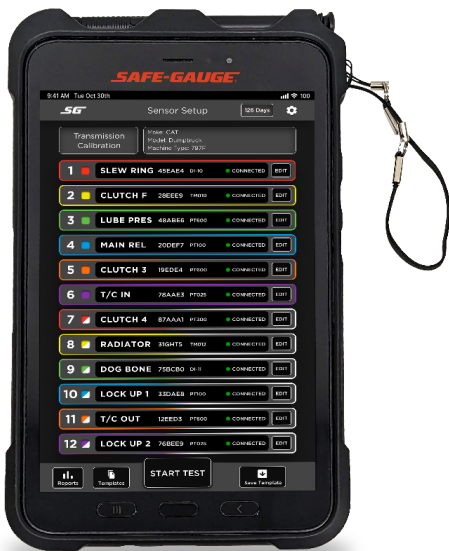 SAFE-GAUGE
9:41 AM Tue Oct 30th 100
SG Sensor Setup 126 Days
Transmission Calibration
Make: CAT
Model: Dumptruck
Machine Type: 797F
1 SLEW RING 45EAE4 DI-10 CONNECTED EDIT
2 CLUTCH F 28EEE9 TM012 CONNECTED EDIT
3 LUBE PRES 48ABE6 PT600 CONNECTED EDIT
4 MAIN REL 20DEF7 PT100 CONNECTED EDIT
5 CLUTCH 3 19EDE4 PT600 CONNECTED EDIT
6 T/C IN 78AAE3 PT025 CONNECTED EDIT
7 CLUTCH 4 87AAA1 PT200 CONNECTED EDIT
8 RADIATOR 31GHT5 TM012 CONNECTED EDIT
9 DOG BONE 75BCB0 DI-11 CONNECTED EDIT
10 LOCK UP 1 33DAE8 PT100 CONNECTED EDIT
11 T/C OUT 12EED3 PT600 CONNECTED EDIT
12 LOCK UP 2 76BEE9 PT025 CONNECTED EDIT
Reports Templates START TEST Save Template